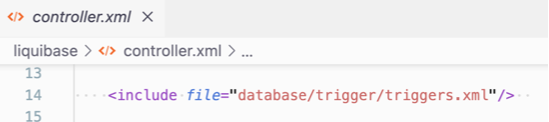 controller.xml
liquibase > controller.xml > ...
13
14 <include file="database/trigger/triggers.xml"/>
15